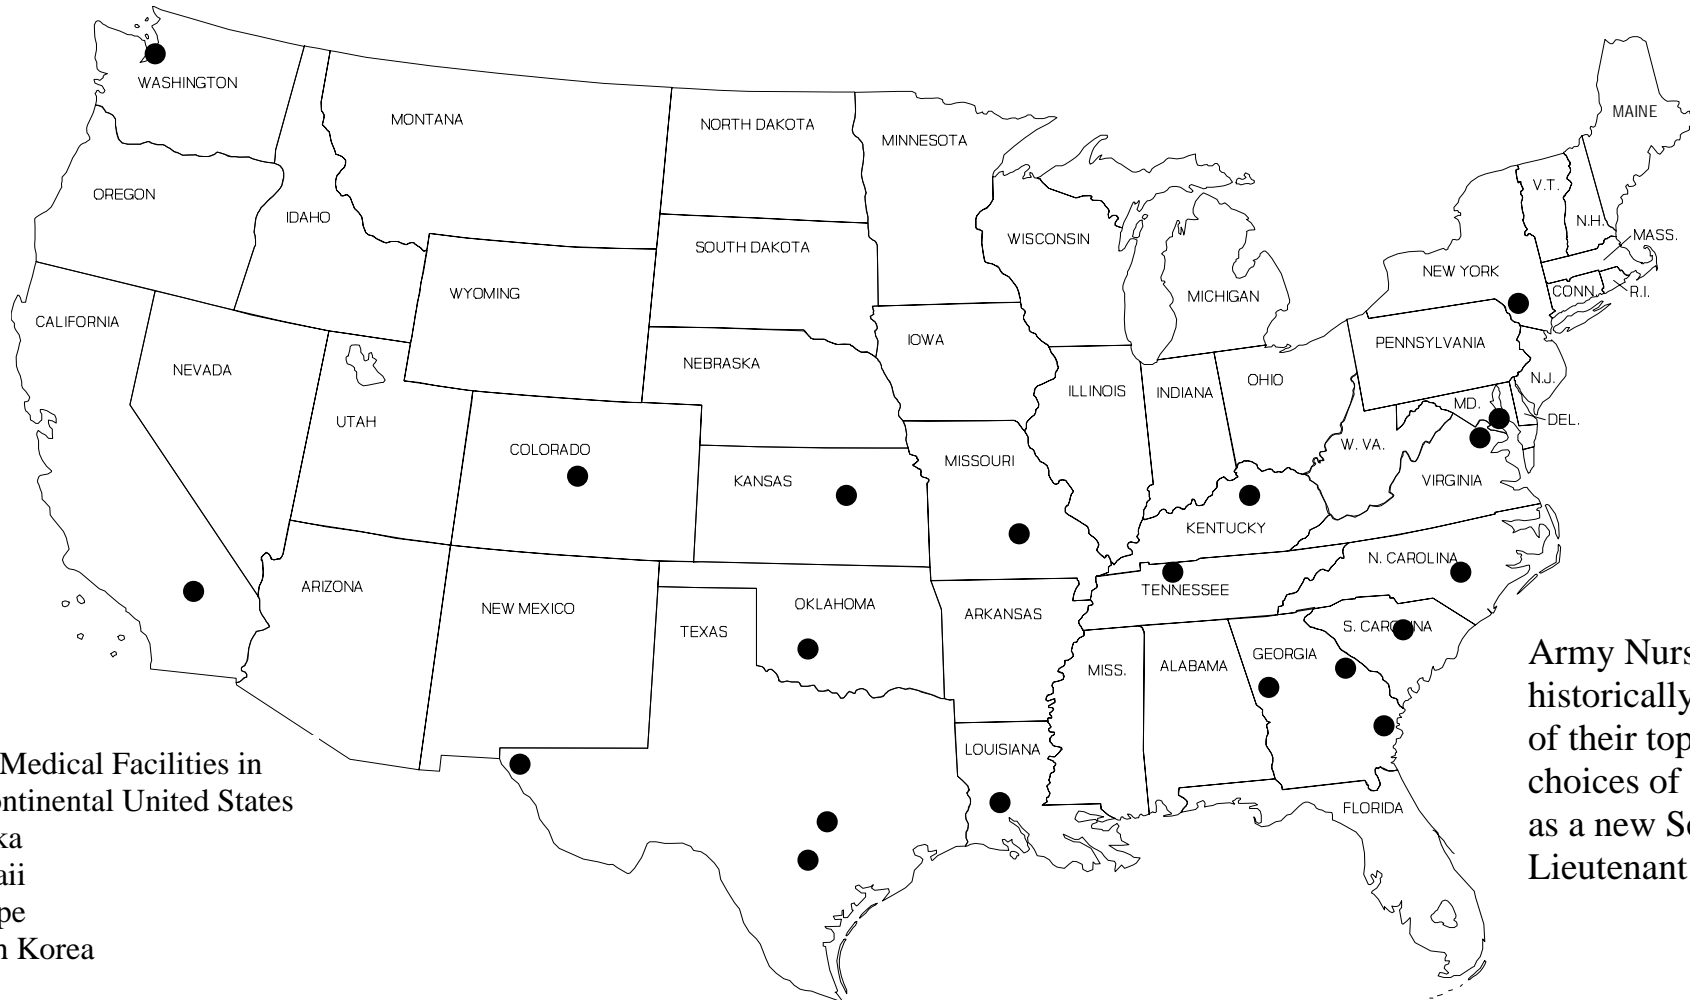 WASHINGTON
MONTANA
NORTH DAKOTA
MINNESOTA
MAINE
OREGON
IDAHO
V.T.
N.H.
MASS.
SOUTH DAKOTA
WISCONSIN
WYOMING
NEW YORK
MICHIGAN
CONN.
R.I.
CALIFORNIA
IOWA
PENNSYLVANIA
NEBRASKA
NEVADA
OHIO
N.J.
ILLINOIS
INDIANA
UTAH
MD.
DEL.
COLORADO
W. VA.
MISSOURI
KANSAS
VIRGINIA
KENTUCKY
N. CAROLINA
ARIZONA
TENNESSEE
NEW MEXICO
OKLAHOMA
ARKANSAS
TEXAS
S. CAROLINA
GEORGIA
MISS.
ALABAMA
LOUISIANA
FLORIDA
Medical Facilities in
ontinental United States
ka
aii
pe
n Korea
Army Nurs
historically
of their top
choices of
as a new Se
Lieutenant